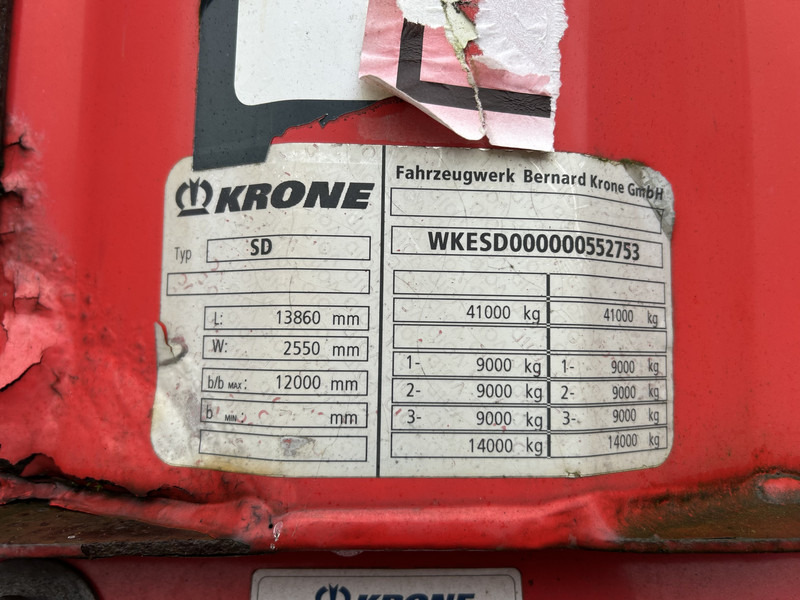 KRONE
Typ SD
L: 13860 mm
W: 2550 mm
b/b MAX: 12000 mm
b MIN: mm
Fahrzeugwerk Bernard Krone GmbH
WKESD000000552753
41000 kg 41000 kg
1- 9000 kg 1- 9000 kg
2- 9000 kg 2- 9000 kg
3- 9000 kg 3- 9000 kg
14000 kg 14000 kg
KRONE